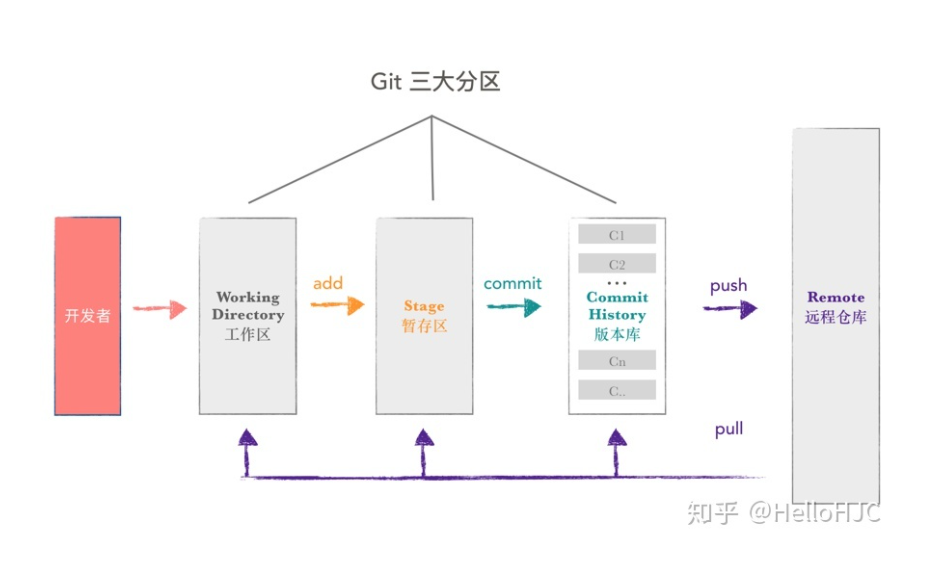 Git 三大分区
开发者
Working
Directory
工作区
add
Stage
暂存区
commit
C1
C2
...
Commit
History
版本库
Cn
C..
push
Remote
远程仓库
pull
知乎 @HelloHJC